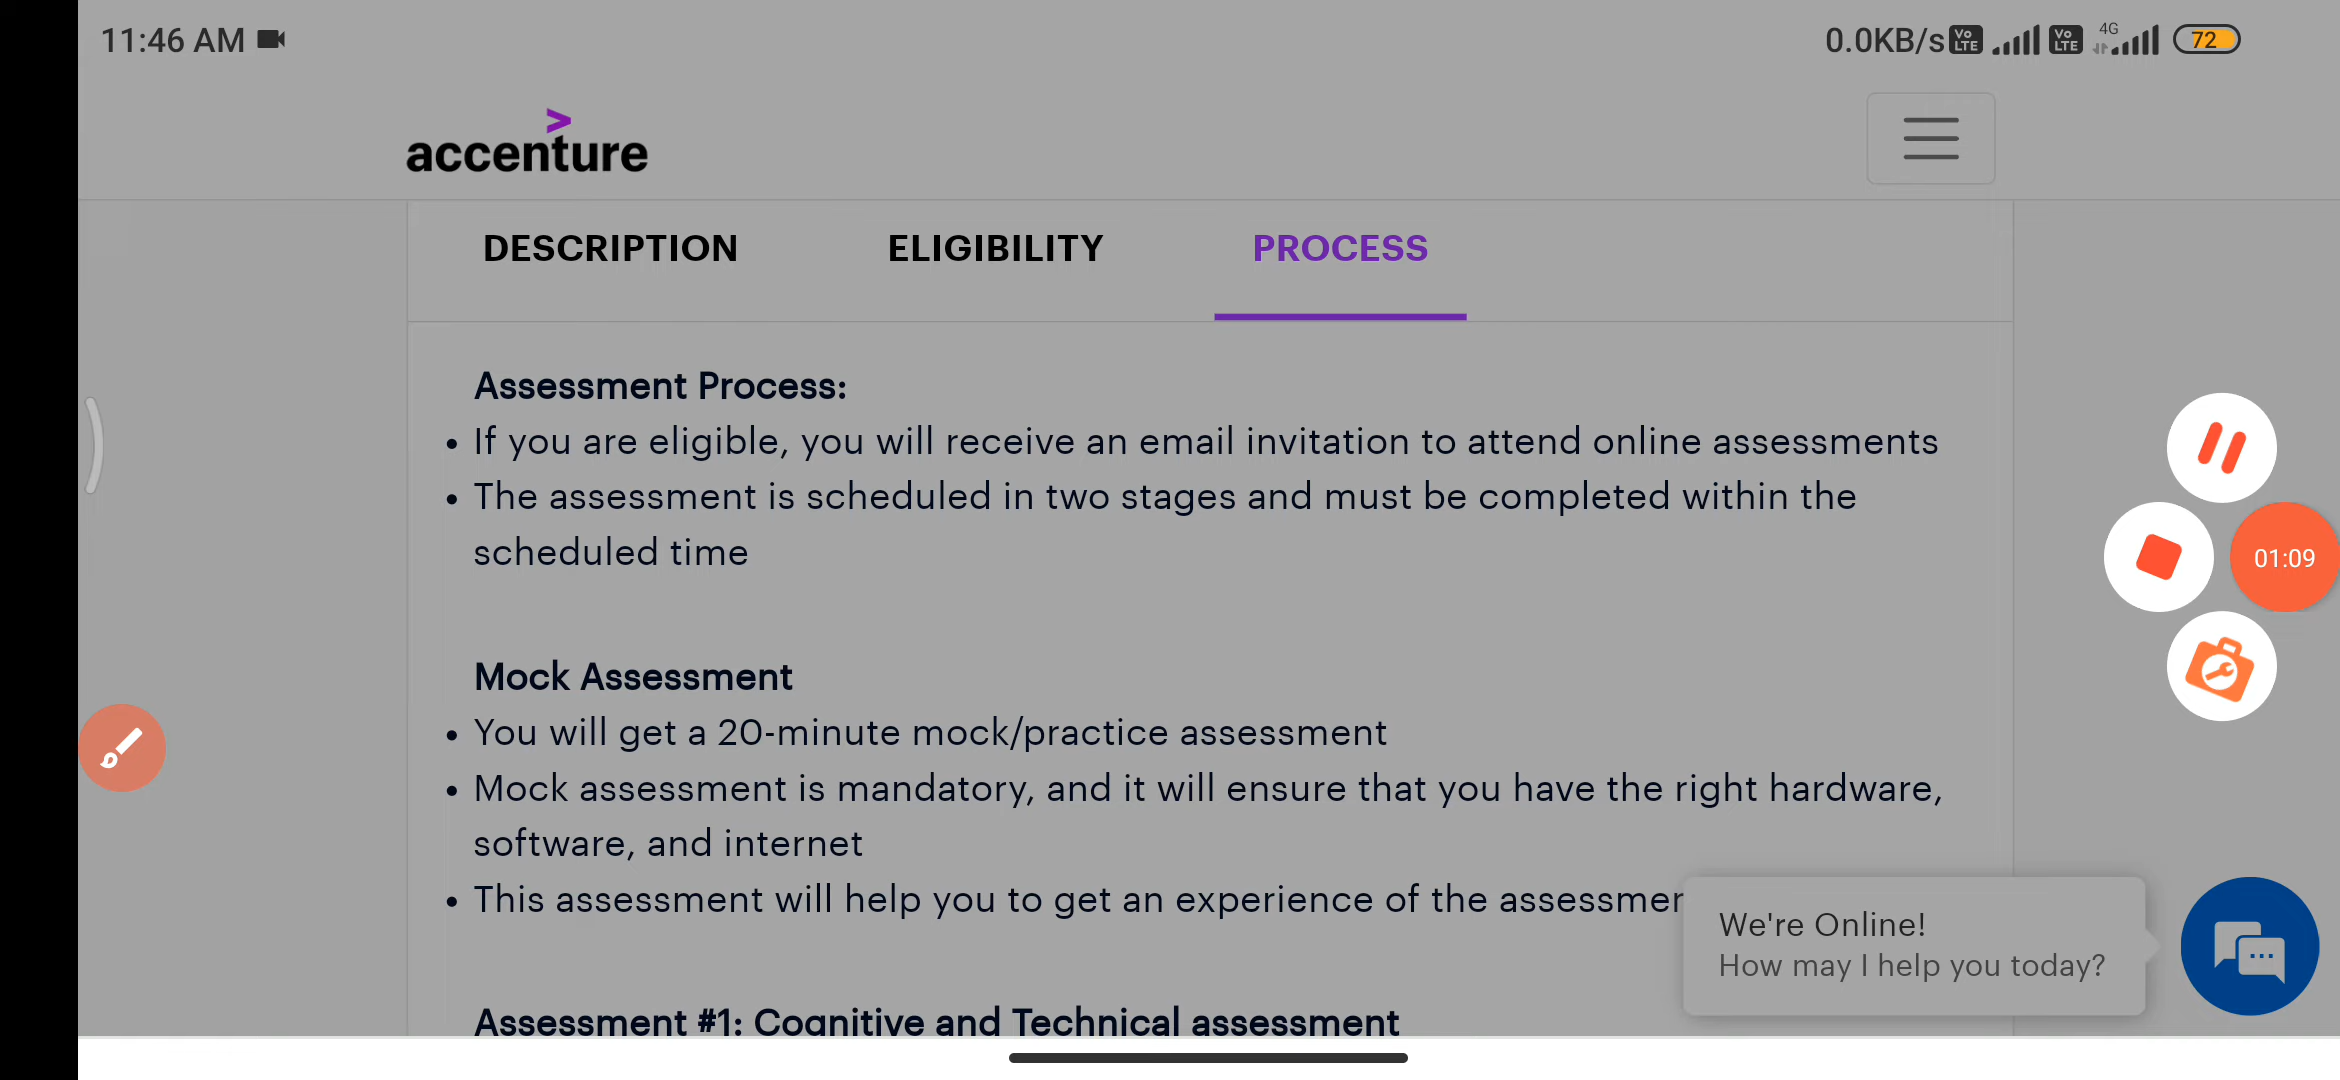 11:46 AM
0.0KB/s Vo LTE Vo LTE 4G 72
accenture
DESCRIPTION ELIGIBILITY PROCESS
Assessment Process:
• If you are eligible, you will receive an email invitation to attend online assessments
• The assessment is scheduled in two stages and must be completed within the
scheduled time
01:09
Mock Assessment
• You will get a 20-minute mock/practice assessment
• Mock assessment is mandatory, and it will ensure that you have the right hardware,
software, and internet
• This assessment will help you to get an experience of the
We're Online!
How may I help you today?
Assessment #1: Cognitive and Technical assessment